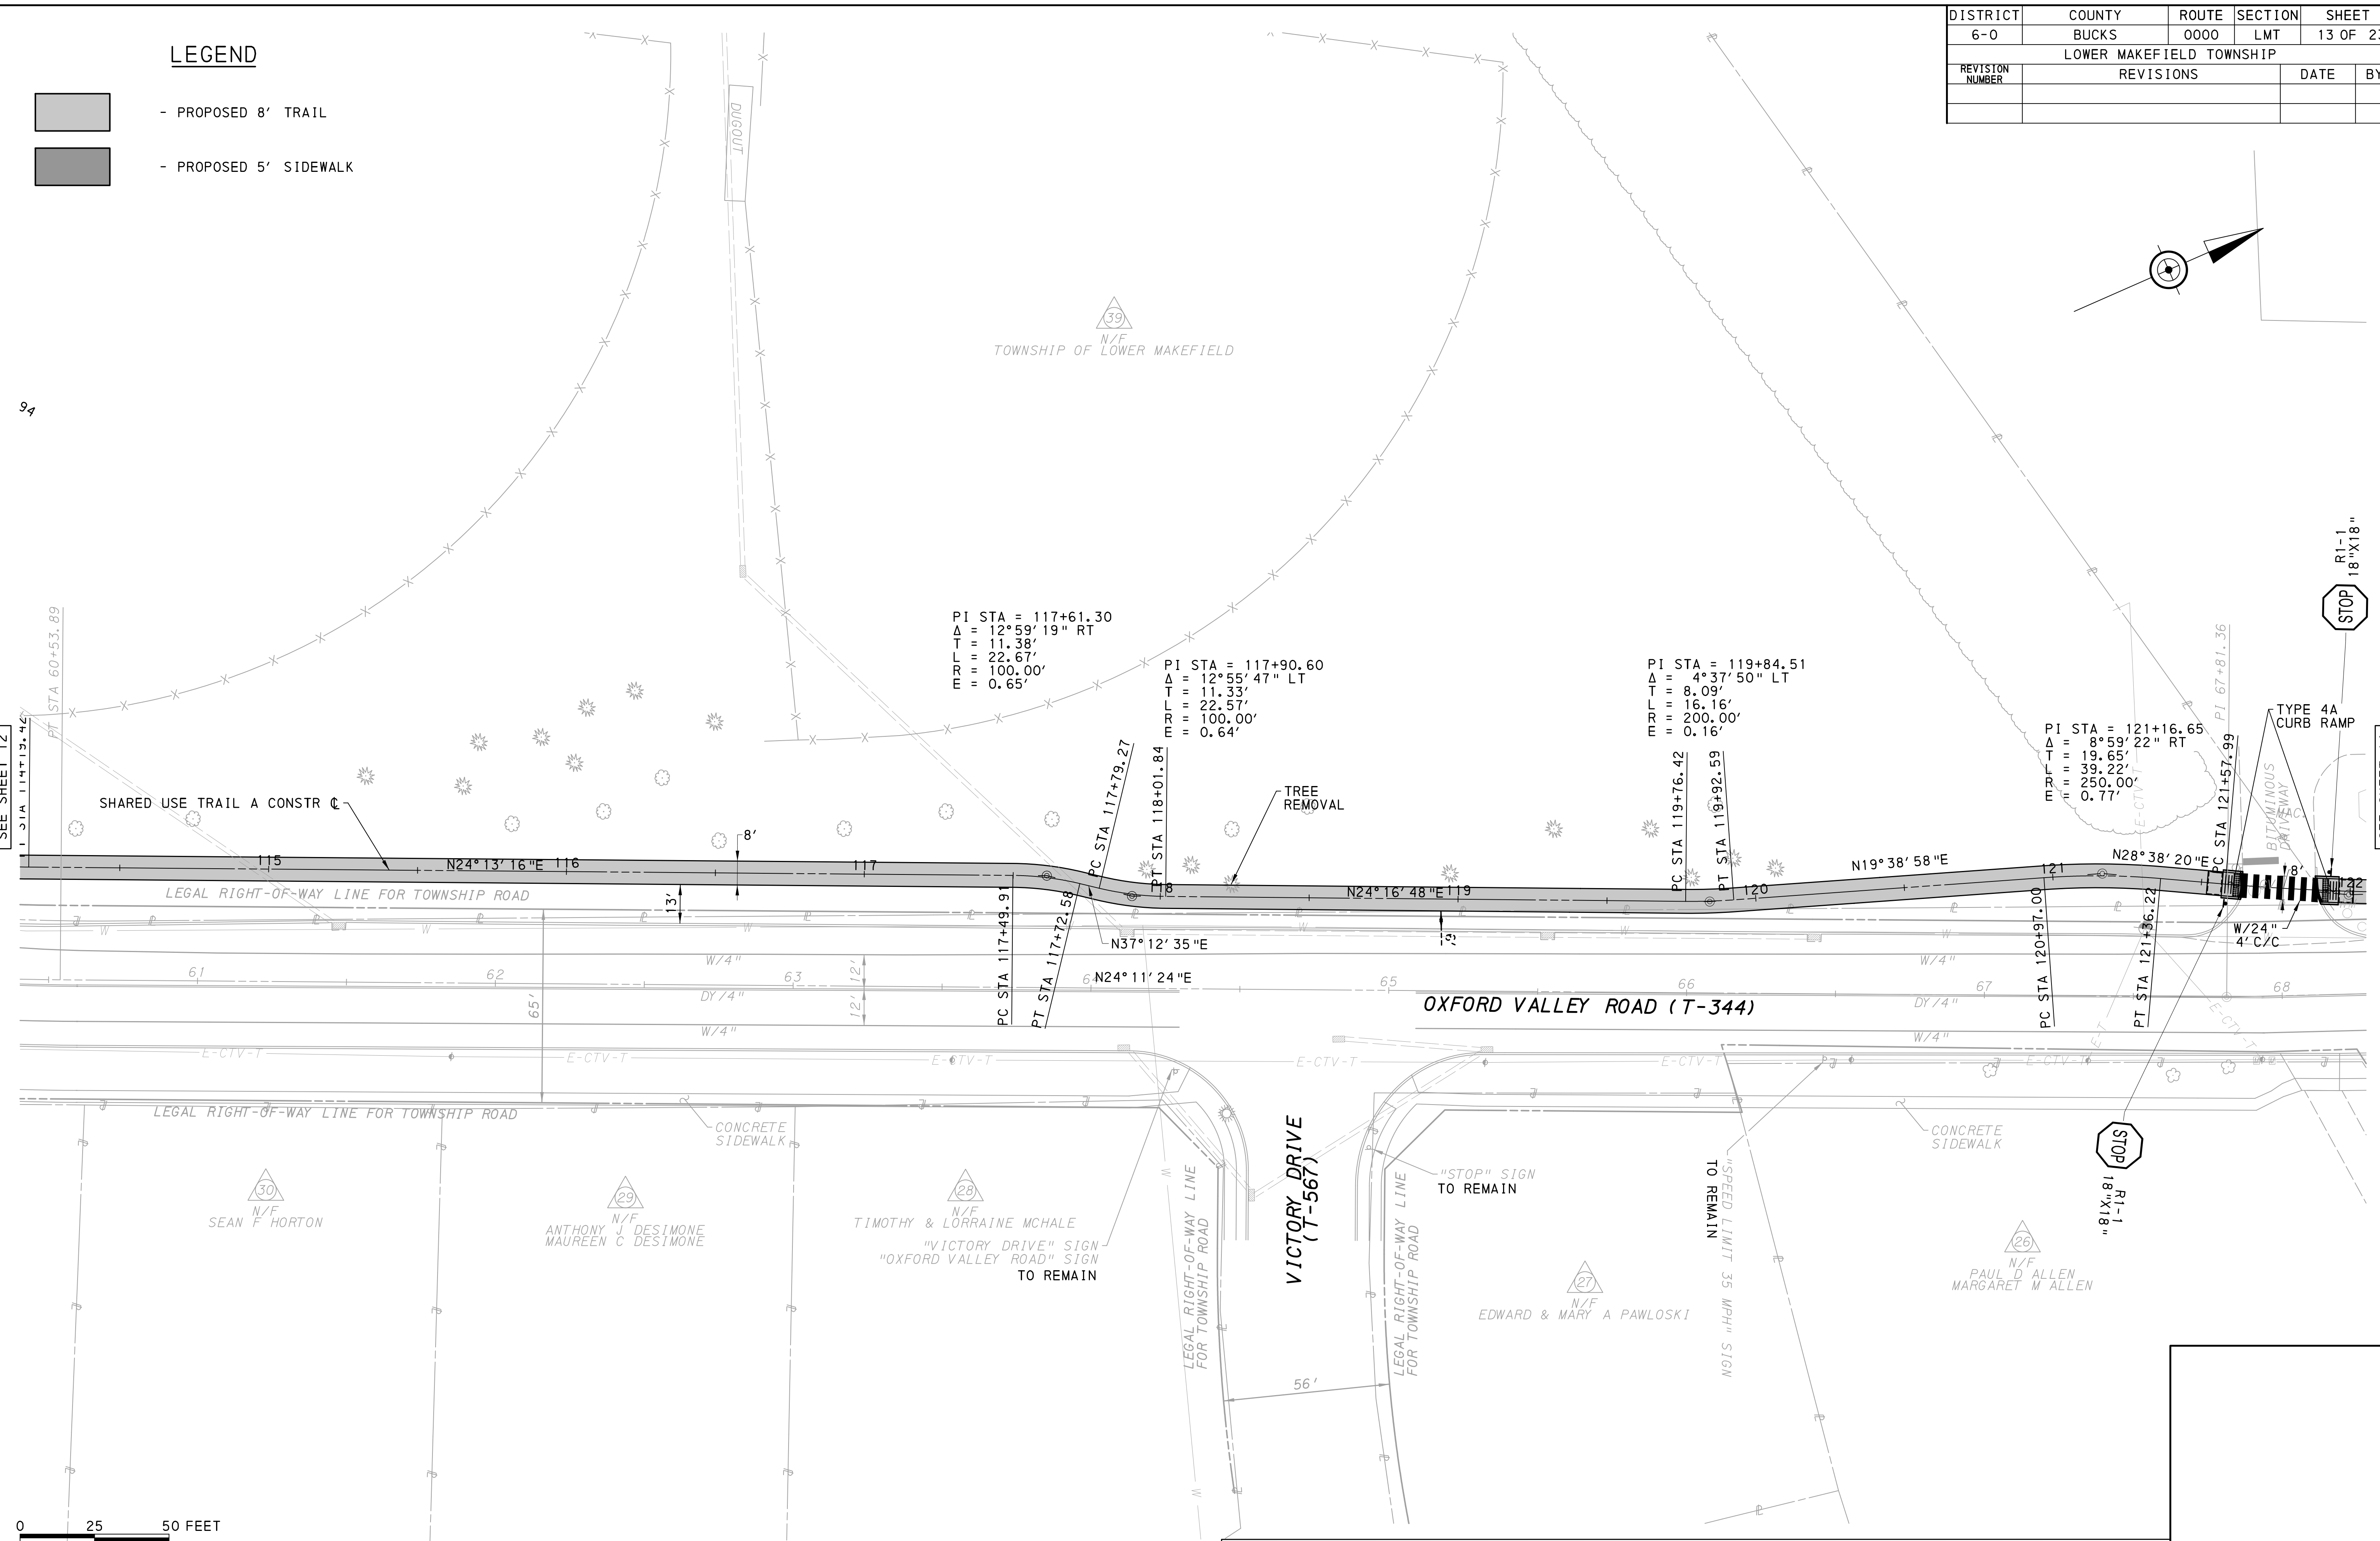 DISTRICT COUNTY ROUTE SECTION SHEET
6-0 BUCKS 0000 LMT 13 OF
LOWER MAKEFIELD TOWNSHIP
REVISION NUMBER REVISIONS DATE BY
LEGEND
- PROPOSED 8' TRAIL
- PROPOSED 5' SIDEWALK
DUGOUT
39
N/F
TOWNSHIP OF LOWER MAKEFIELD
94
R1-1
18"X18"
STOP
PT STA 60+53.89
PI STA = 117+61.30
Δ = 12°59'19" RT
T = 11.38'
L = 22.67'
R = 100.00'
E = 0.65'
PI STA = 117+90.60
Δ = 12°55'47" LT
T = 11.33'
L = 22.57'
R = 100.00'
E = 0.64'
PI STA = 119+84.51
Δ = 4°37'50" LT
T = 8.09'
L = 16.16'
R = 200.00'
E = 0.16'
PI STA = 121+16.65
Δ = 8°59'22" RT
T = 19.65'
L = 39.22'
R = 250.00'
E = 0.77'
PI 67+81.36
TYPE 4A
CURB RAMP
SEE SHEET 12
PC STA 117+79.27
PT STA 118+01.84
PC STA 119+76.42
PT STA 119+92.59
PC STA 121+57.99
BITUMINOUS
DRIVEWAY
MAC.
E-CTV-T
SHARED USE TRAIL A CONSTR ℄
TREE
REMOVAL
8'
115 N24°13'16"E 116 117 118 N24°16'48"E 119 120 N19°38'58"E 121 N28°38'20"E 8' 122
LEGAL RIGHT-OF-WAY LINE FOR TOWNSHIP ROAD
13'
PC STA 117+49.91
PT STA 117+72.58
N37°12'35"E
PC STA 120+97.00
PT STA 121+36.22
W/24"
4' C/C
W W W W W W
W/4" W/4"
61 62 63 64 65 66 67 68
N24°11'24"E
65'
12' 12'
DY/4" DY/4"
OXFORD VALLEY ROAD (T-344)
W/4" W/4"
E-CTV-T E-CTV-T E-CTV-T E-CTV-T E-CTV-T E-CTV-T
ET
E-CTV-T
LEGAL RIGHT-OF-WAY LINE FOR TOWNSHIP ROAD
CONCRETE
SIDEWALK
CONCRETE
SIDEWALK
VICTORY DRIVE
(T-567)
"STOP" SIGN
TO REMAIN
"SPEED LIMIT 35 MPH" SIGN
TO REMAIN
STOP
R1-1
18"X18"
30
N/F
SEAN F HORTON
29
N/F
ANTHONY J DESIMONE
MAUREEN C DESIMONE
28
N/F
TIMOTHY & LORRAINE MCHALE
"VICTORY DRIVE" SIGN
"OXFORD VALLEY ROAD" SIGN
TO REMAIN
LEGAL RIGHT-OF-WAY LINE
FOR TOWNSHIP ROAD
LEGAL RIGHT-OF-WAY LINE
FOR TOWNSHIP ROAD
27
N/F
EDWARD & MARY A PAWLOSKI
26
N/F
PAUL D ALLEN
MARGARET M ALLEN
56'
W
W
0 25 50 FEET